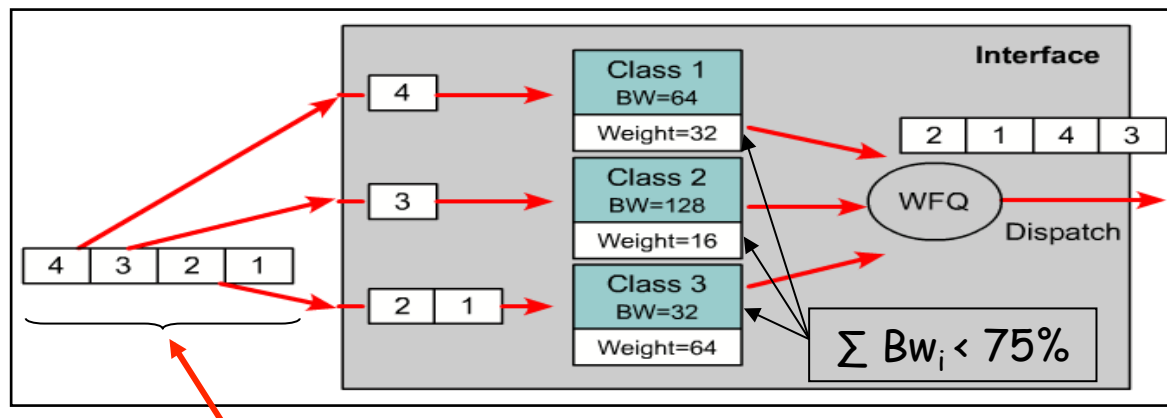 Interface
4
Class 1
BW=64
Weight=32
2 1 4 3
3
Class 2
BW=128
Weight=16
WFQ
Dispatch
4 3 2 1
2 1
Class 3
BW=32
Weight=64
∑ Bwᵢ < 75%